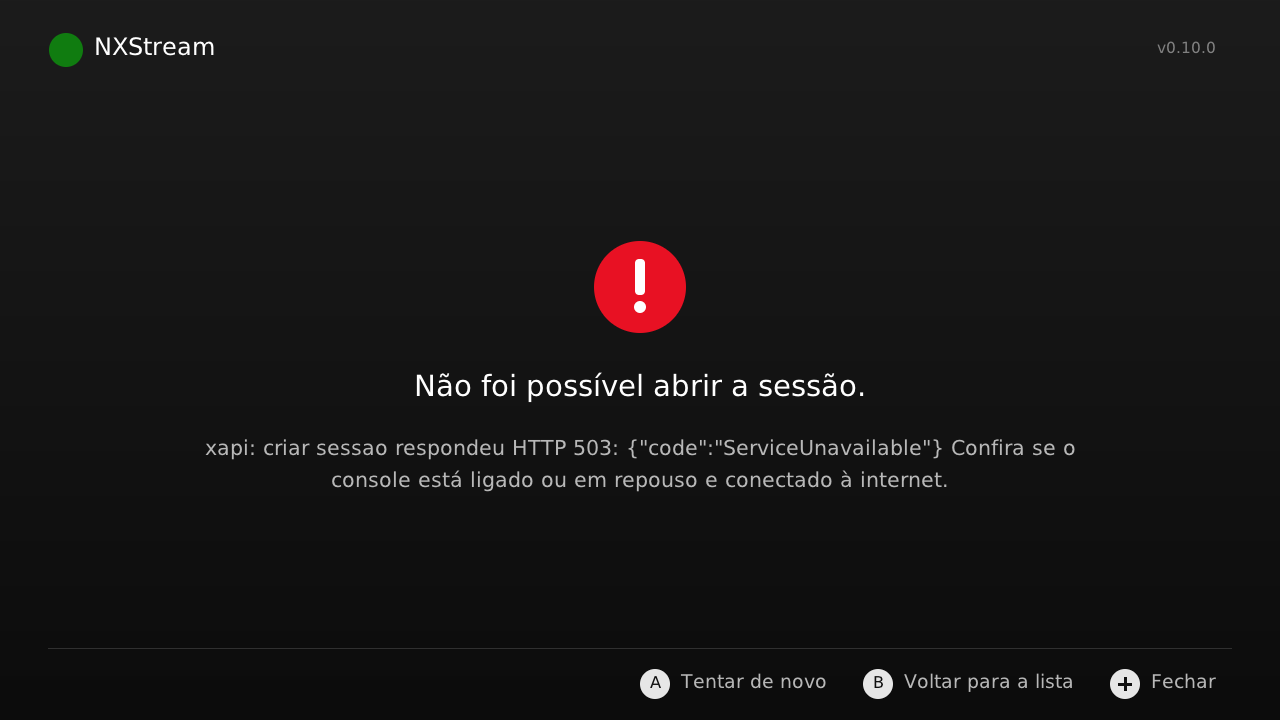 NXStream
v0.10.0
Não foi possível abrir a sessão.
xapi: criar sessao respondeu HTTP 503: {"code":"ServiceUnavailable"} Confira se o
console está ligado ou em repouso e conectado à internet.
A Tentar de novo B Voltar para a lista + Fechar